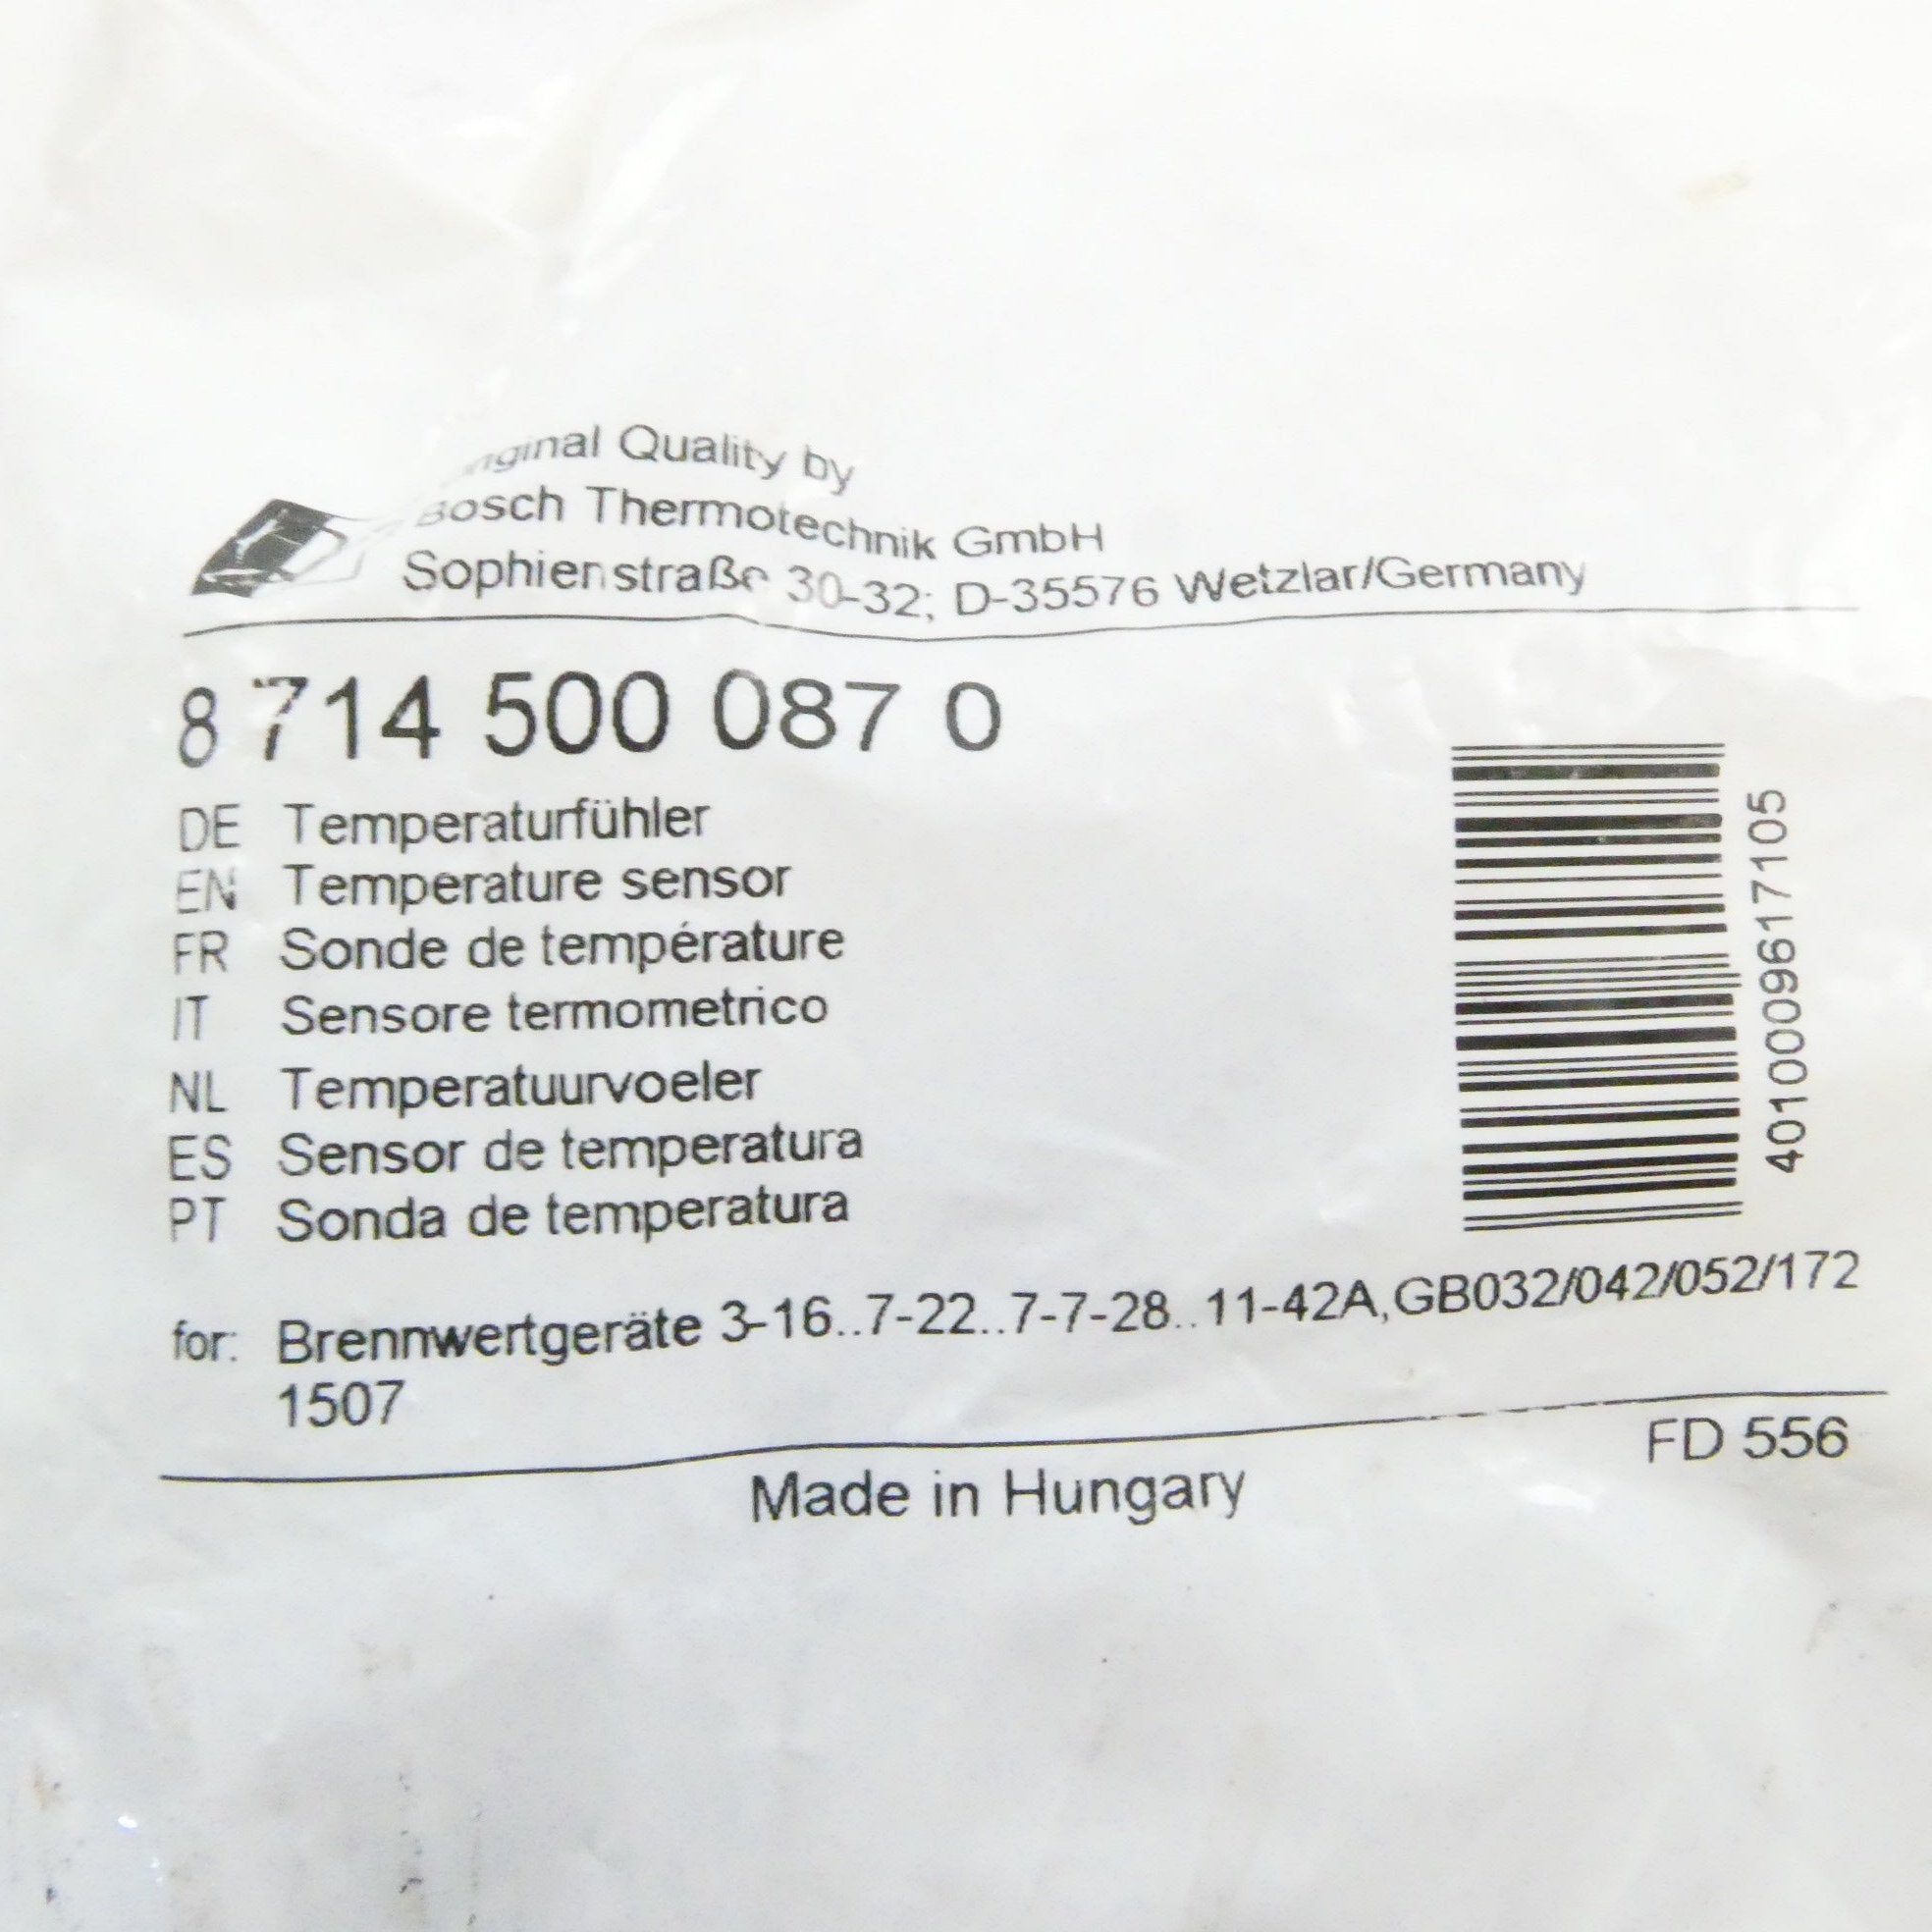 Original Quality by
Bosch Thermotechnik GmbH
Sophienstraße 30-32; D-35576 Wetzlar/Germany
8 714 500 087 0
DE Temperaturfühler
EN Temperature sensor
FR Sonde de température
IT Sensore termometrico
NL Temperatuurvoeler
ES Sensor de temperatura
PT Sonda de temperatura
4010009617105
for: Brennwertgeräte 3-16..7-22..7-7-28..11-42A,GB032/042/052/172
1507
FD 556
Made in Hungary